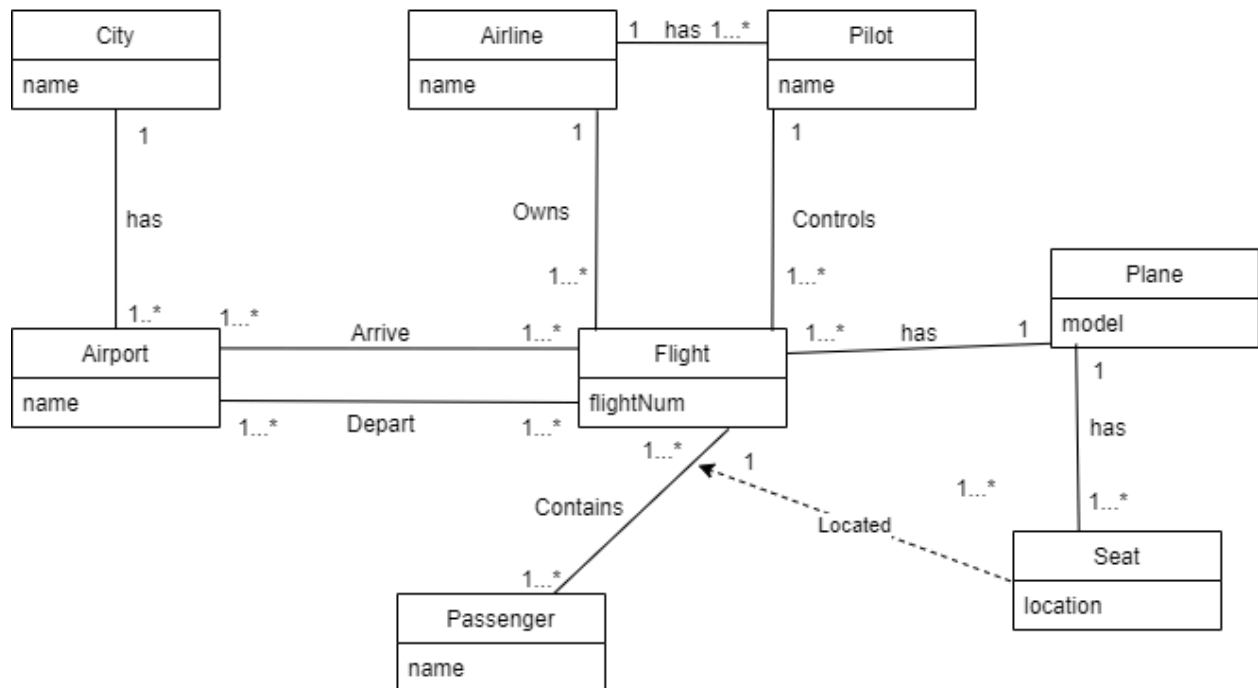 City
name
Airline
name
1 has 1...*
Pilot
name
1
1
1
has
Owns
Controls
1..*
1...*
1...*
1...*
Plane
model
Airport
name
1...*
Arrive
1...*
Flight
flightNum
1...*
has
1
1...*
Depart
1...*
1
has
1...*
1...*
1
Contains
Located
1...*
1...*
Seat
location
Passenger
name